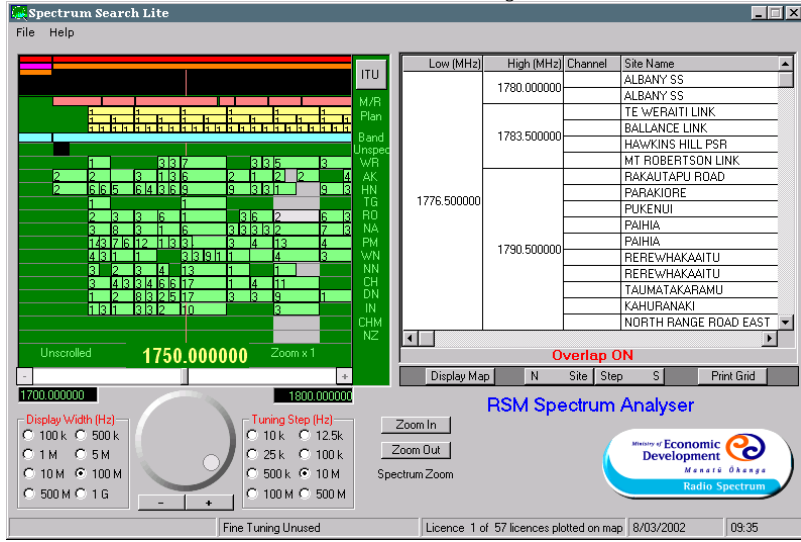 Spectrum Search Lite
File Help
ITU
M/R
Plan
Band
Unspec
WR
AK
HN
TG
RO
NA
PM
WN
NN
CH
DN
IN
CHM
NZ
Unscrolled 1750.000000 Zoom x 1
- +
1700.000000 1800.000000
Low (MHz) High (MHz) Channel Site Name
1776.500000
1780.000000
ALBANY SS
ALBANY SS
1783.500000
TE WERAITI LINK
BALLANCE LINK
HAWKINS HILL PSR
MT ROBERTSON LINK
1790.500000
RAKAUTAPU ROAD
PARAKIORE
PUKENUI
PAIHIA
PAIHIA
REREWHAKAAITU
REREWHAKAAITU
TAUMATAKARAMU
KAHURANAKI
NORTH RANGE ROAD EAST
Overlap ON
Display Map N Site Step S Print Grid
Display Width (Hz)
100 k 500 k
1 M 5 M
10 M 100 M
500 M 1 G
- +
Tuning Step (Hz)
10 k 12.5k
25 k 100 k
500 k 10 M
100 M 500 M
Zoom In
Zoom Out
Spectrum Zoom
RSM Spectrum Analyser
Ministry of Economic
Development
Manatū Ōhanga
Radio Spectrum
Fine Tuning Unused Licence 1 of 57 licences plotted on map 8/03/2002 09:35